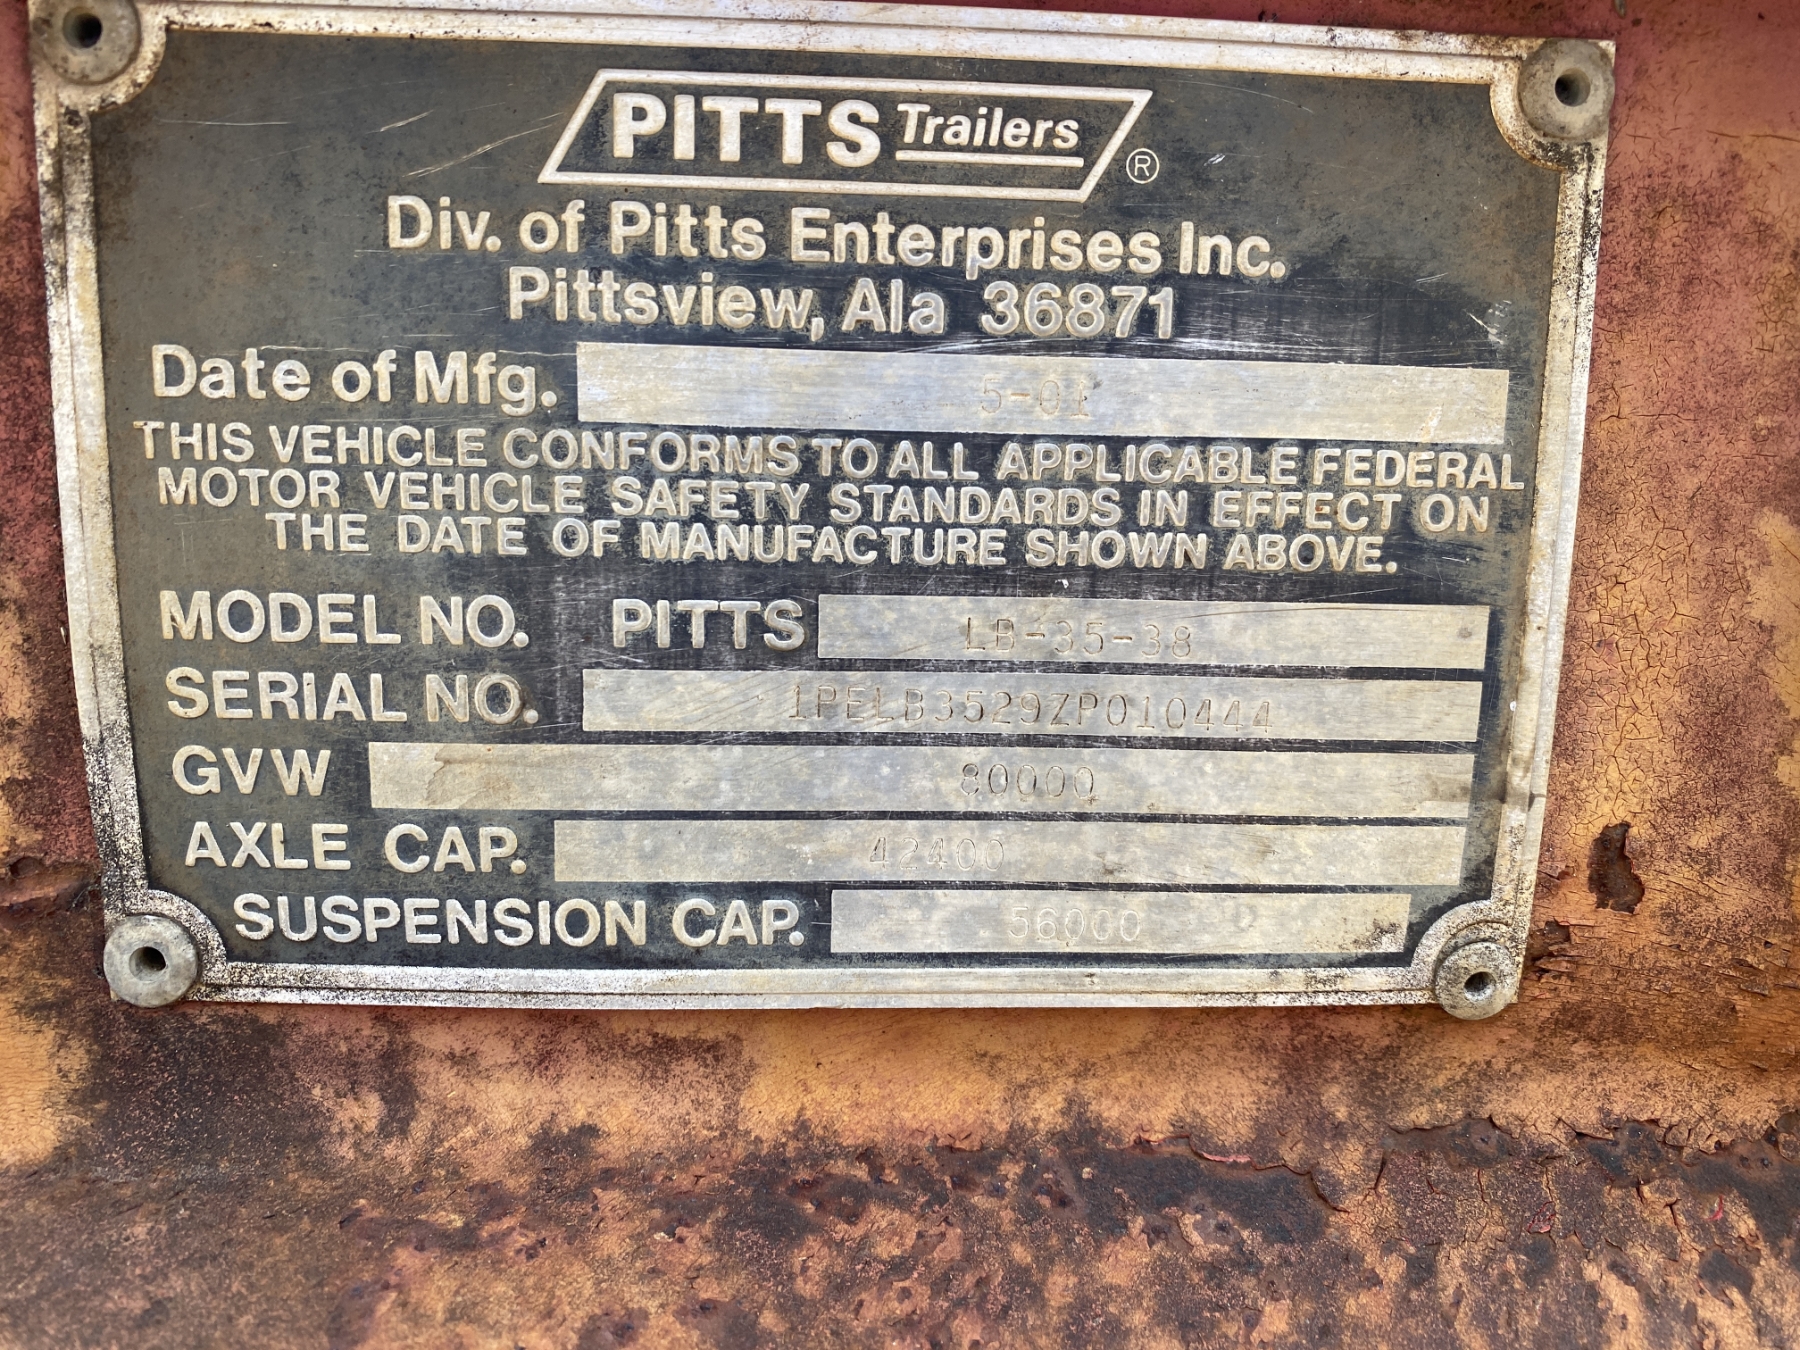 PITTS Trailers ®
Div. of Pitts Enterprises Inc.
Pittsview, Ala 36871
Date of Mfg. 5-01
THIS VEHICLE CONFORMS TO ALL APPLICABLE FEDERAL
MOTOR VEHICLE SAFETY STANDARDS IN EFFECT ON
THE DATE OF MANUFACTURE SHOWN ABOVE.
MODEL NO. PITTS LB-35-38
SERIAL NO. 1PELB3529ZP010444
GVW 80000
AXLE CAP. 42400
SUSPENSION CAP. 56000